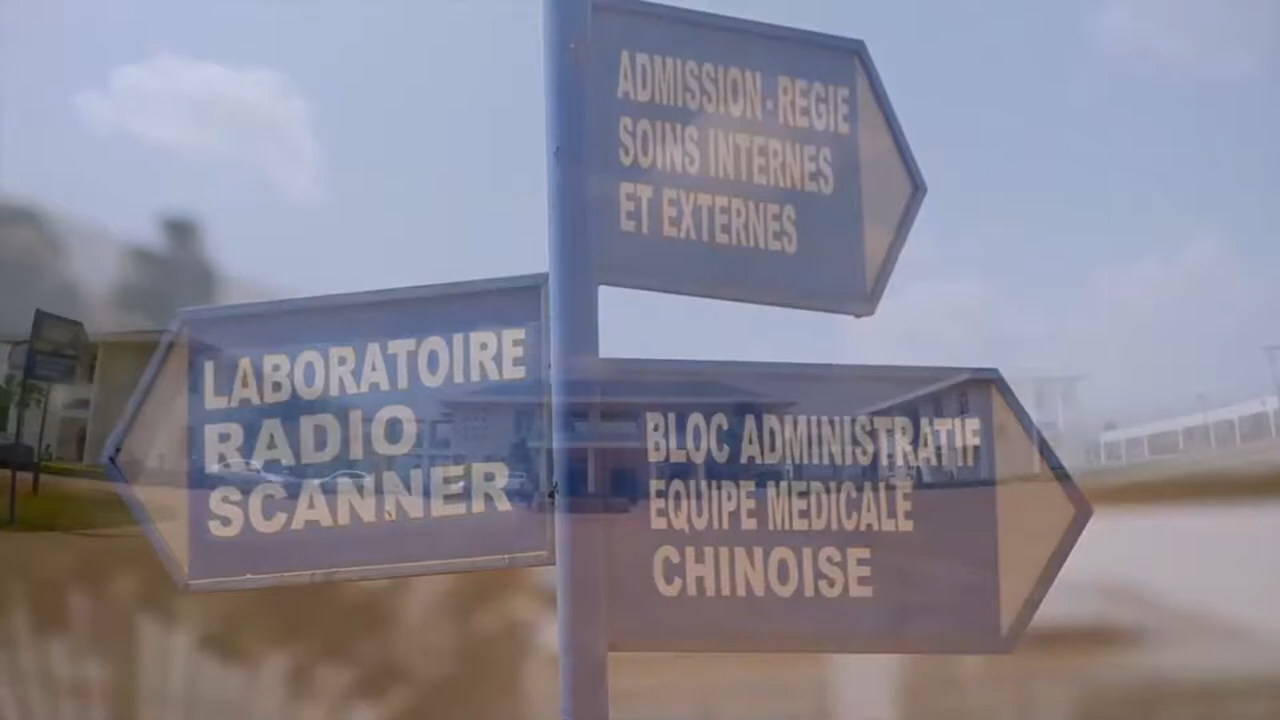 ADMISSION - REGIE
SOINS INTERNES
ET EXTERNES
LABORATOIRE
RADIO
SCANNER
BLOC ADMINISTRATIF
EQUIPE MEDICALE
CHINOISE